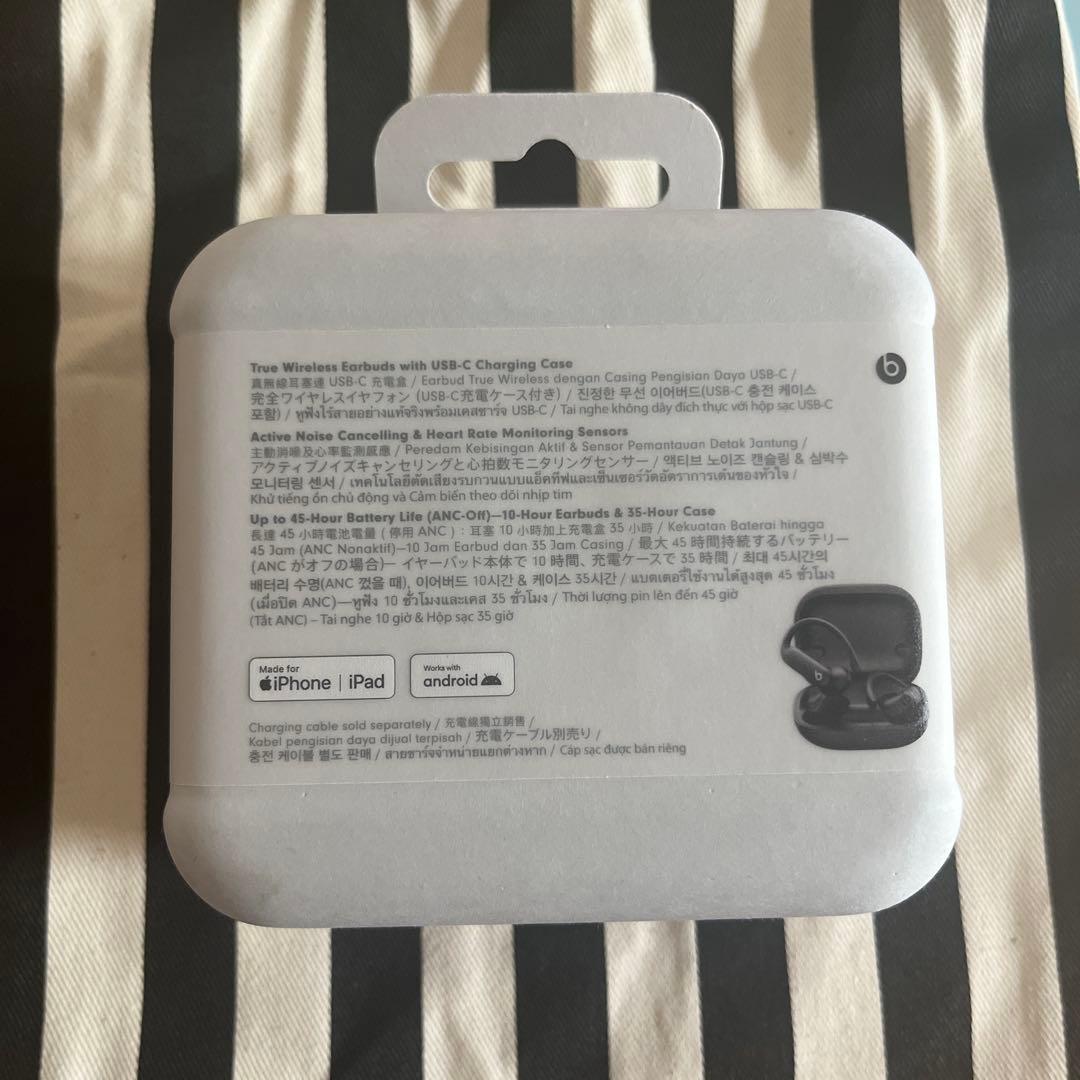 True Wireless Earbuds with USB-C Charging Case
真無線耳塞連 USB-C 充電盒 / Earbud True Wireless dengan Casing Pengisian Daya USB-C /
完全ワイヤレスイヤフォン (USB-C充電ケース付き) / 진정한 무선 이어버드(USB-C 충전 케이스
포함) / หูฟังไร้สายอย่างแท้จริงพร้อมเคสชาร์จ USB-C / Tai nghe không dây đích thực với hộp sạc USB-C
Active Noise Cancelling & Heart Rate Monitoring Sensors
主動消噪及心率監測感應 / Peredam Kebisingan Aktif & Sensor Pemantauan Detak Jantung /
アクティブノイズキャンセリングと心拍数モニタリングセンサー / 액티브 노이즈 캔슬링 & 심박수
모니터링 센서 / เทคโนโลยีตัดเสียงรบกวนแบบแอ็คทีฟและเซ็นเซอร์วัดอัตราการเต้นของหัวใจ /
Khử tiếng ồn chủ động và Cảm biến theo dõi nhịp tim
Up to 45-Hour Battery Life (ANC-Off)—10-Hour Earbuds & 35-Hour Case
長達 45 小時電池電量 ( 停用 ANC ) : 耳塞 10 小時加上充電盒 35 小時 / Kekuatan Baterai hingga
45 Jam (ANC Nonaktif)—10 Jam Earbud dan 35 Jam Casing / 最大 45 時間持続するバッテリー
(ANC がオフの場合)— イヤーバッド本体で 10 時間、充電ケースで 35 時間 / 최대 45시간의
배터리 수명(ANC 껐을 때), 이어버드 10시간 & 케이스 35시간 / แบตเตอรี่ใช้งานได้สูงสุด 45 ชั่วโมง
(เมื่อปิด ANC)—หูฟัง 10 ชั่วโมงและเคส 35 ชั่วโมง / Thời lượng pin lên đến 45 giờ
(Tắt ANC) – Tai nghe 10 giờ & Hộp sạc 35 giờ
Made for
iPhone | iPad
Works with
android
Charging cable sold separately / 充電線獨立銷售 /
Kabel pengisian daya dijual terpisah / 充電ケーブル別売り /
충전 케이블 별도 판매 / สายชาร์จจำหน่ายแยกต่างหาก / Cáp sạc được bán riêng